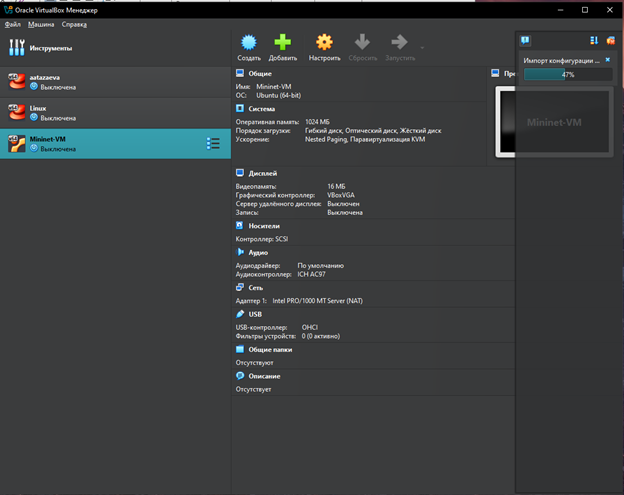 Oracle VirtualBox Менеджер
Файл Машина Справка
Инструменты
aatazaeva
Выключена
Linux
Выключена
Mininet-VM
Выключена
Создать Добавить Настроить Сбросить Запустить
Общие
Имя: Mininet-VM
ОС: Ubuntu (64-bit)
Система
Оперативная память: 1024 МБ
Порядок загрузки: Гибкий диск, Оптический диск, Жёсткий диск
Ускорение: Nested Paging, Паравиртуализация KVM
Дисплей
Видеопамять: 16 МБ
Графический контроллер: VBoxVGA
Сервер удалённого дисплея: Выключен
Запись: Выключена
Носители
Контроллер: SCSI
Аудио
Аудиодрайвер: По умолчанию
Аудиоконтроллер: ICH AC97
Сеть
Адаптер 1: Intel PRO/1000 MT Server (NAT)
USB
USB-контроллер: OHCI
Фильтры устройств: 0 (0 активно)
Общие папки
Отсутствуют
Описание
Отсутствует
Пре
Mininet-VM
Импорт конфигурации ...
47%